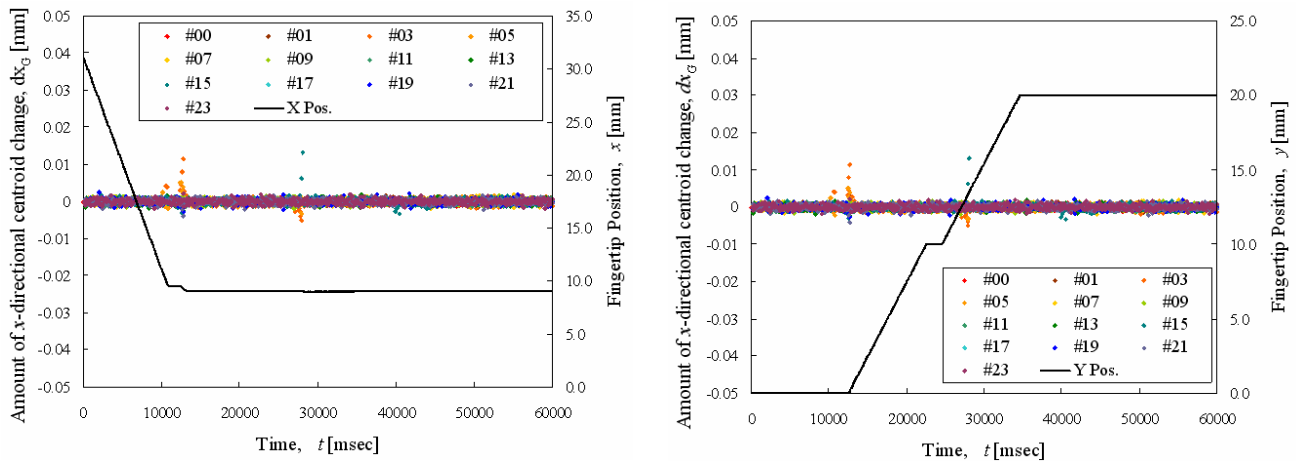 Amount of x-directional centroid change, dx_G [mm]
0.05
0.04
0.03
0.02
0.01
0
-0.01
-0.02
-0.03
-0.04
-0.05
#00 #01 #03 #05
#07 #09 #11 #13
#15 #17 #19 #21
#23 X Pos.
35.0
30.0
25.0
20.0
15.0
10.0
5.0
0.0
Fingertip Position, x [mm]
0 10000 20000 30000 40000 50000 60000
Time, t [msec]
Amount of x-directional centroid change, dx_G [mm]
0.05
0.04
0.03
0.02
0.01
0
-0.01
-0.02
-0.03
-0.04
-0.05
#00 #01 #03
#05 #07 #09
#11 #13 #15
#17 #19 #21
#23 Y Pos.
25.0
20.0
15.0
10.0
5.0
0.0
Fingertip Position, y [mm]
0 10000 20000 30000 40000 50000 60000
Time, t [msec]